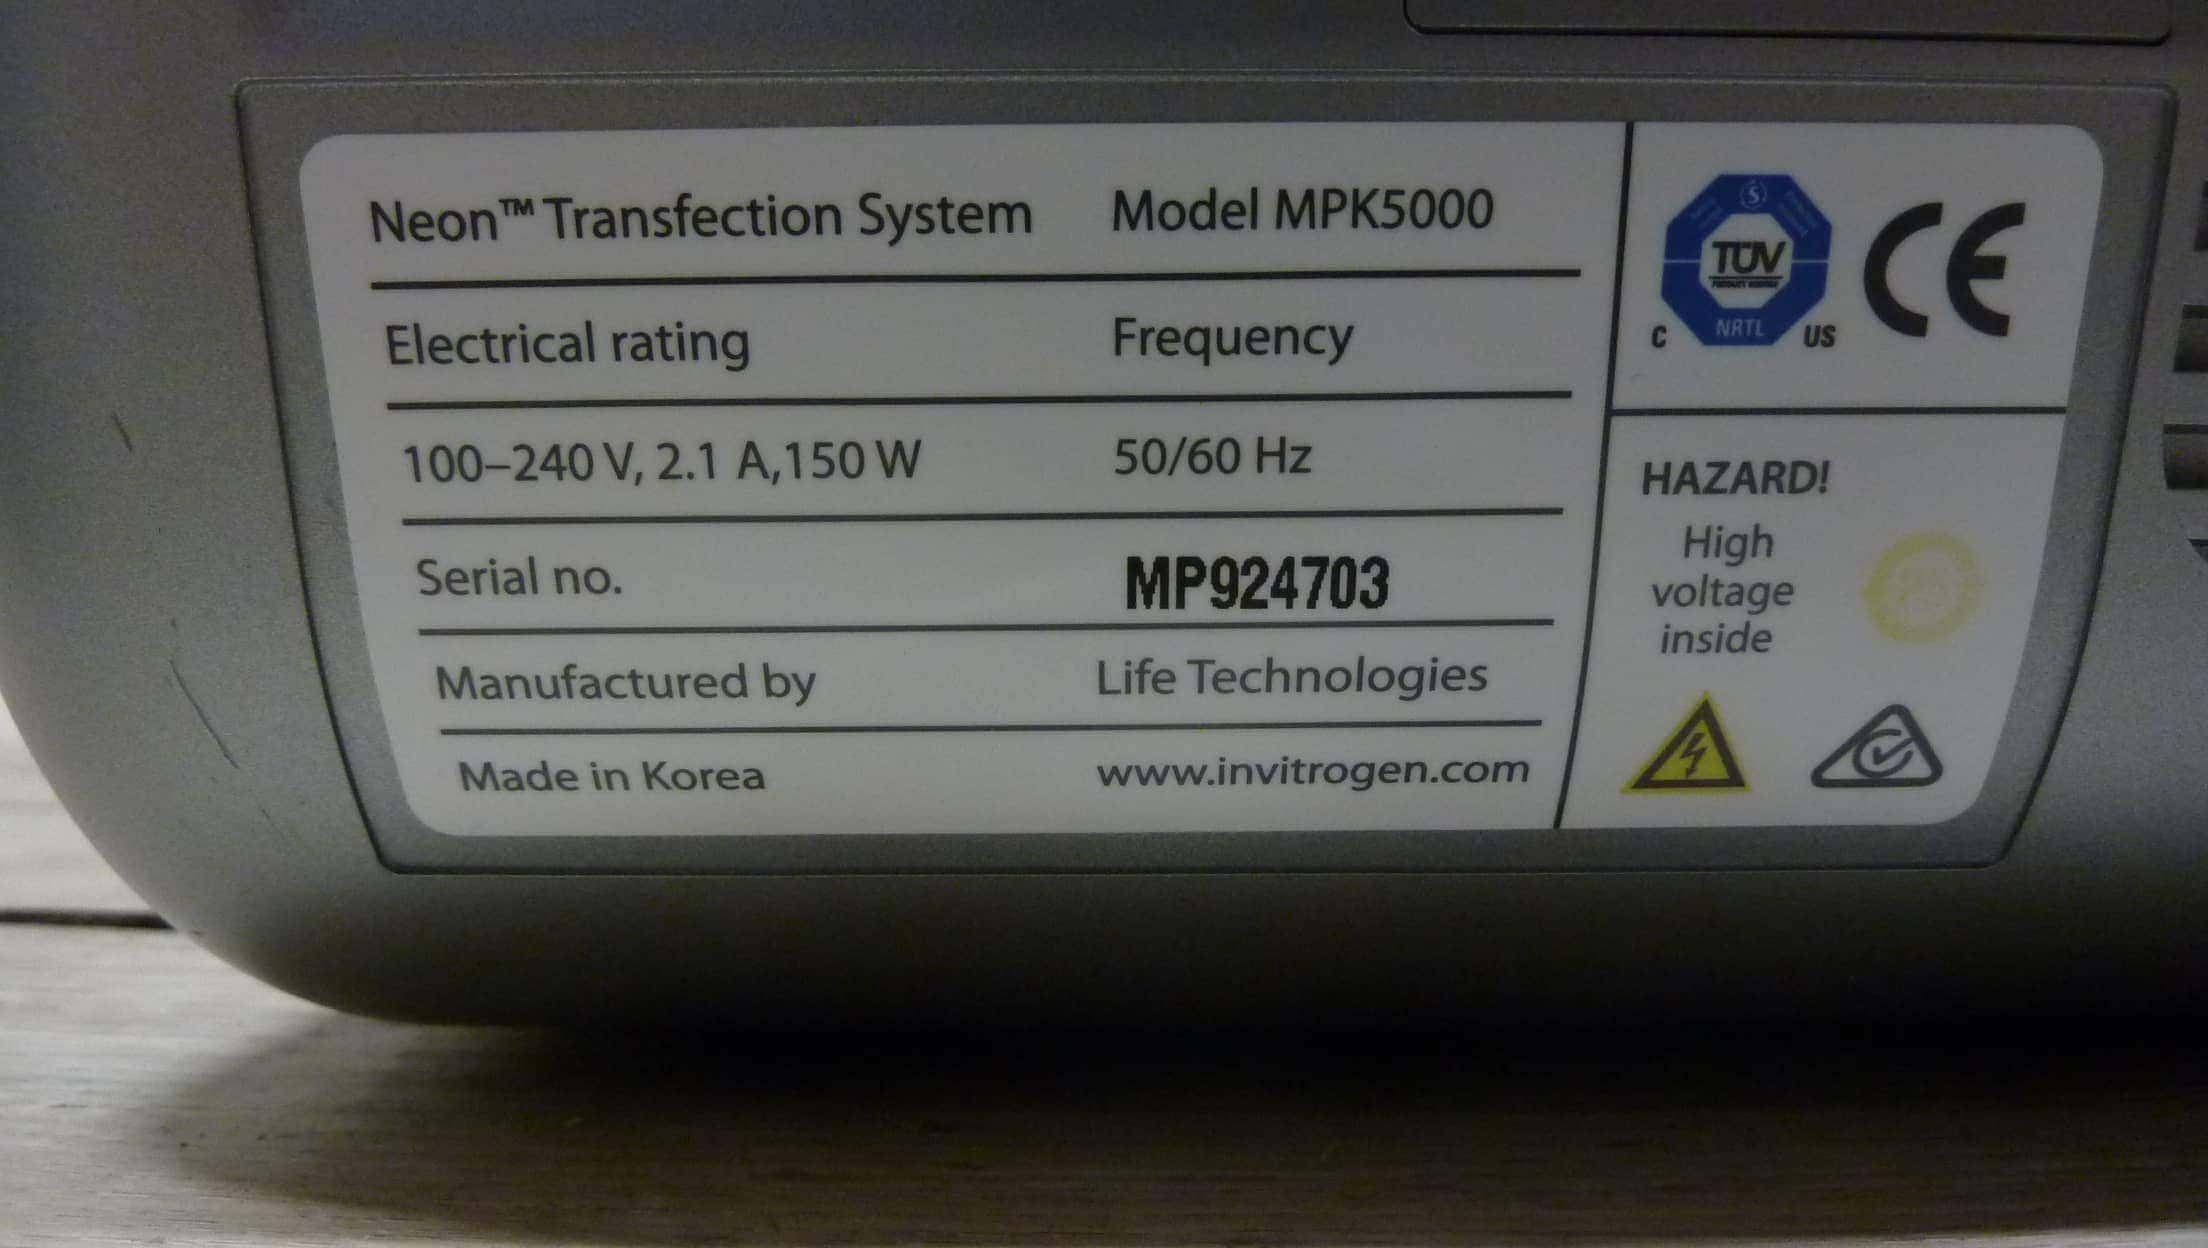 Neon™ Transfection System Model MPK5000
Electrical rating Frequency
100–240 V, 2.1 A,150 W 50/60 Hz
Serial no. MP924703
Manufactured by Life Technologies
Made in Korea www.invitrogen.com
S
TÜV
NRTL
C US
CE
HAZARD!
High
voltage
inside